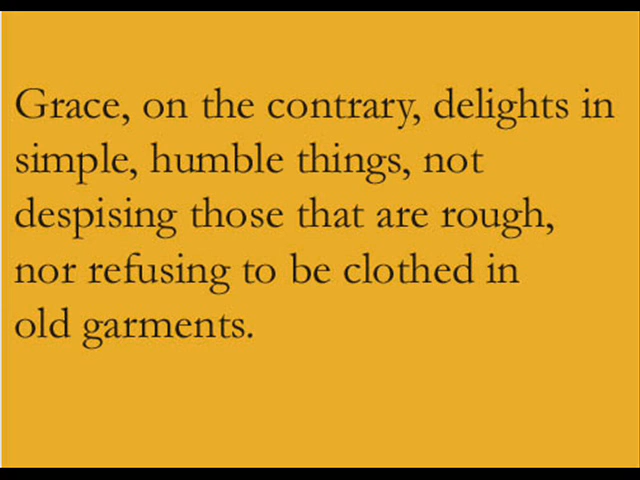 Grace, on the contrary, delights in
simple, humble things, not
despising those that are rough,
nor refusing to be clothed in
old garments.